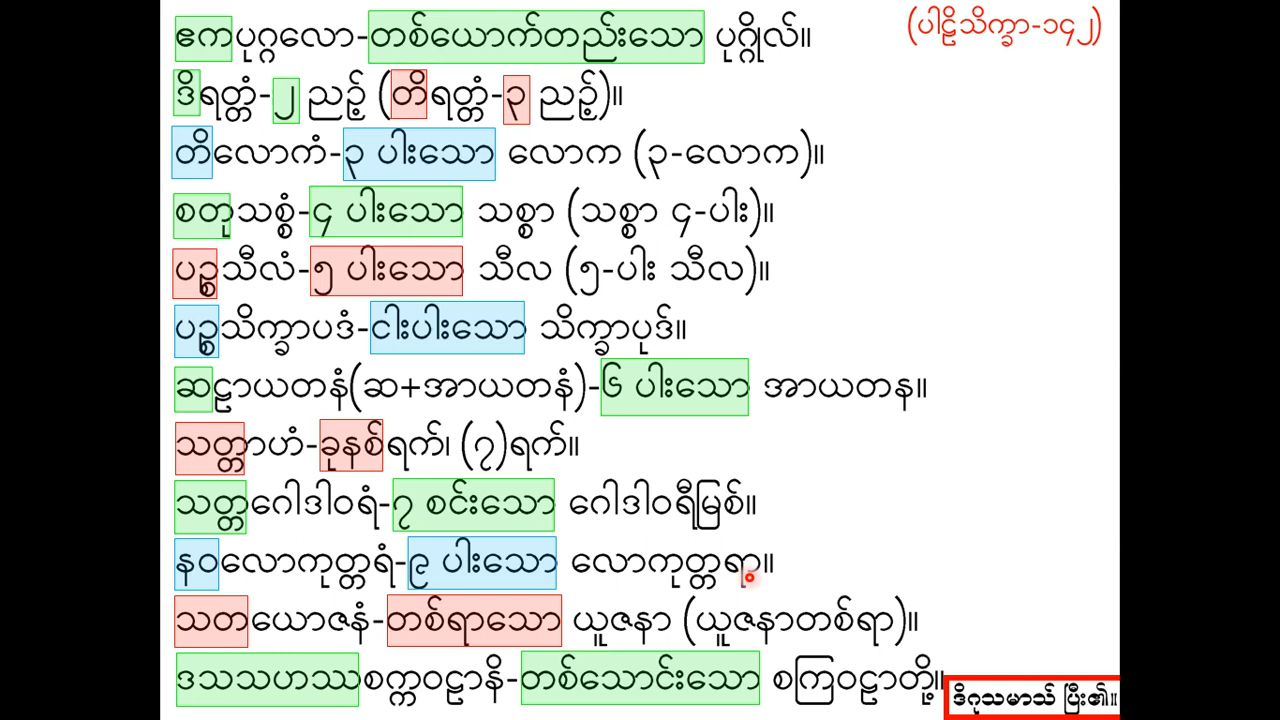 (ပါဠိသိက္ခာ-၁၄၂)
ဧကပုဂ္ဂလော-တစ်ယောက်တည်းသော ပုဂ္ဂိုလ်။
ဒိရတ္တံ-၂ ညဉ့် (တိရတ္တံ-၃ ညဉ့်)။
တိလောကံ-၃ ပါးသော လောက (၃-လောက)။
စတုသစ္စံ-၄ ပါးသော သစ္စာ (သစ္စာ ၄-ပါး)။
ပဉ္စသီလံ-၅ ပါးသော သီလ (၅-ပါး သီလ)။
ပဉ္စသိက္ခာပဒံ-ငါးပါးသော သိက္ခာပုဒ်။
ဆဠာယတနံ(ဆ+အာယတနံ)-၆ ပါးသော အာယတန။
သတ္တာဟံ-ခုနစ်ရက်၊ (၇)ရက်။
သတ္တဂေါဒါဝရံ-၇ စင်းသော ဂေါဒါဝရီမြစ်။
နဝလောကုတ္တရံ-၉ ပါးသော လောကုတ္တရာ။
သတယောဇနံ-တစ်ရာသော ယူဇနာ (ယူဇနာတစ်ရာ)။
ဒသသဟဿစက္ကဝဠာနိ-တစ်သောင်းသော စကြဝဠာတို့။
ဒိဂုသမာသ် ပြီး၏။